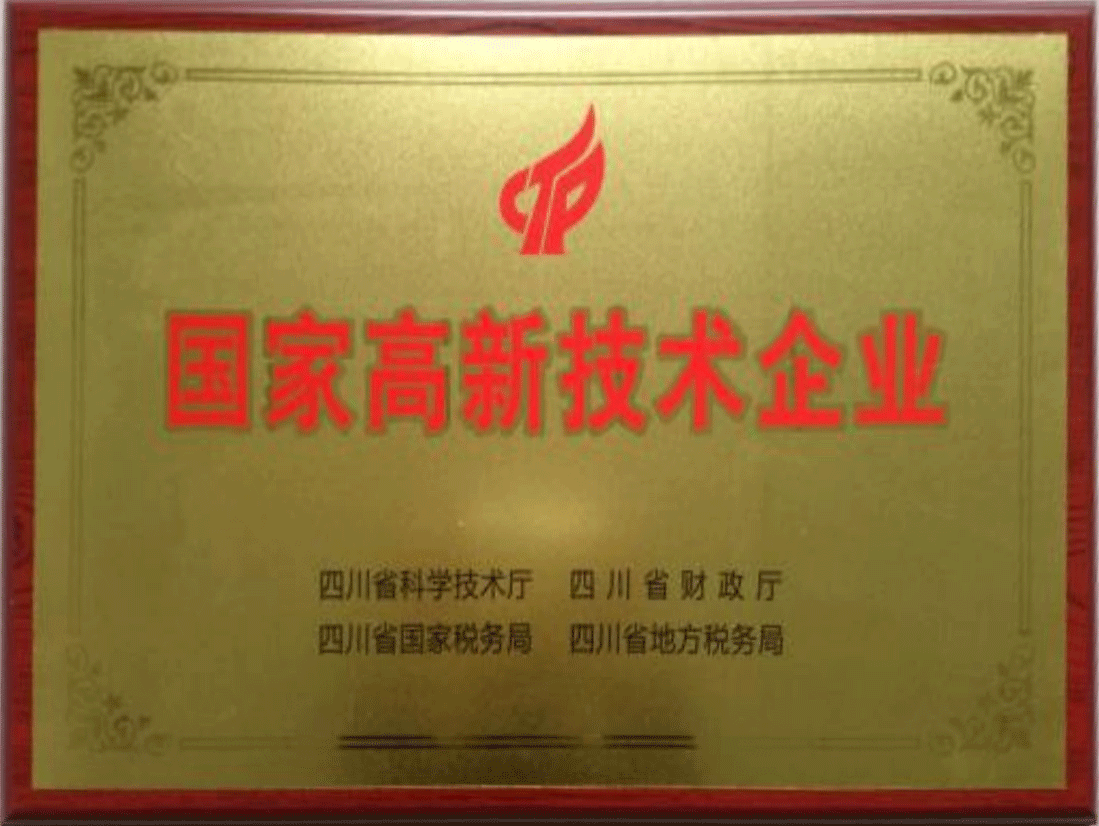 CTP
国家高新技术企业
四川省科学技术厅 四川省财政厅
四川省国家税务局 四川省地方税务局